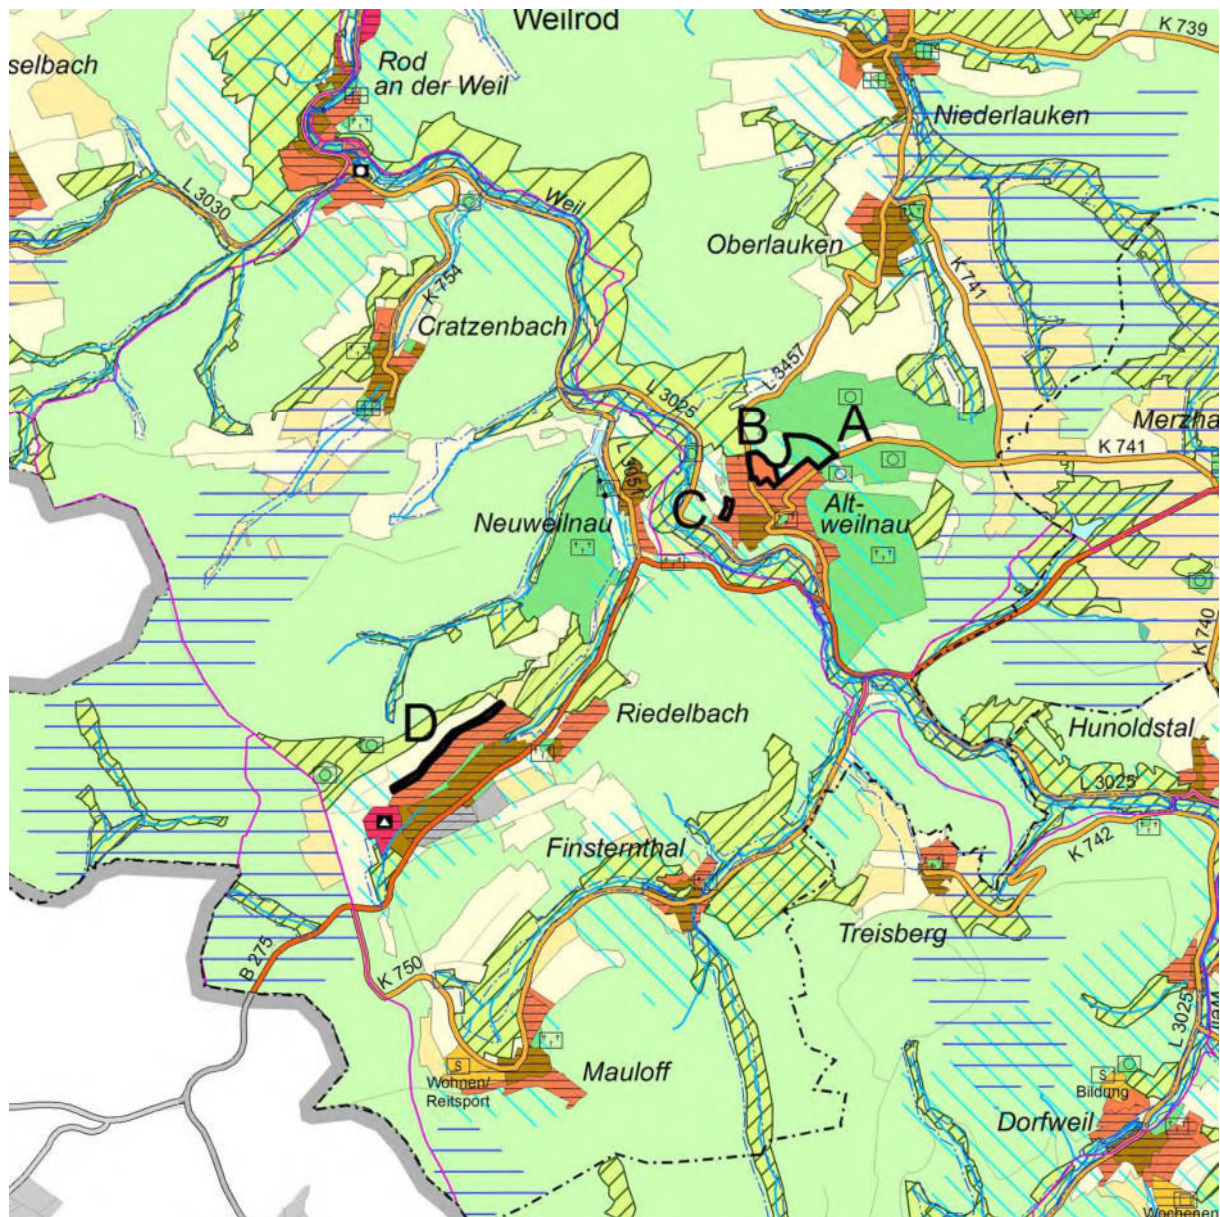 Weilrod
K 739
selbach
Rod
an der Weil
Niederlauken
L 3030
Weil
Oberlauken
K 741
K 754
Cratzenbach
L 3457
L 3025
B
A
Merzha
K 741
L 3051
C
Neuweilnau
Alt-
weilnau
K 740
D
Riedelbach
Hunoldstal
L 3025
K 742
Finsternthal
Treisberg
B 275
K 750
L 3025
Weil
S
Wohnen/
Reitsport
Mauloff
S
Bildung
Dorfweil
Wochenen